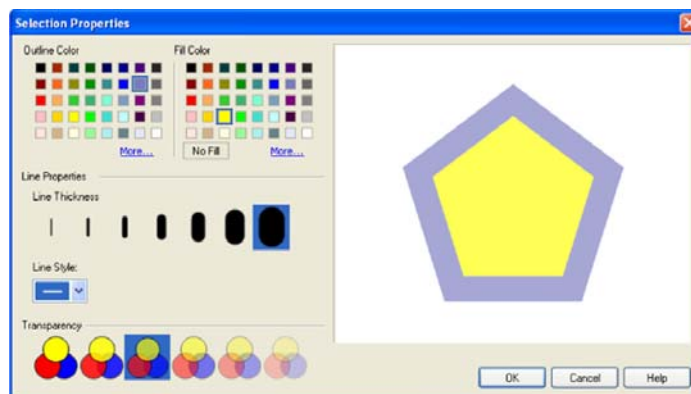 Selection Properties
Outline Color
Fill Color
More...
No Fill
More...
Line Properties
Line Thickness
Line Style:
Transparency
OK
Cancel
Help